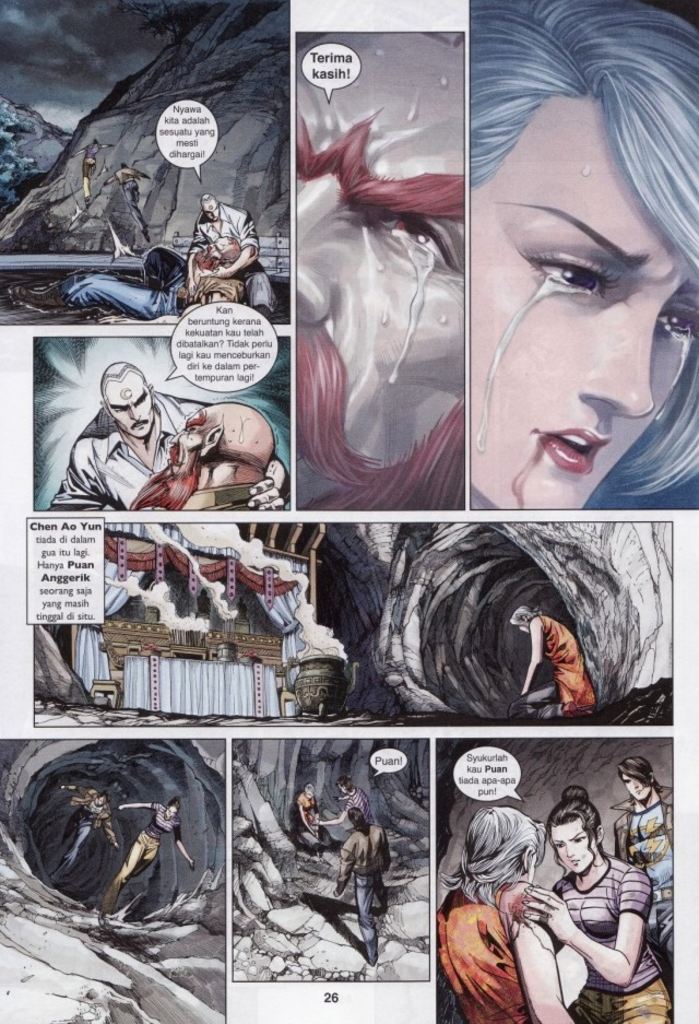 Nyawa
kita adalah
sesuatu yang
mesti
dihargai!
Terima
kasih!
Kan
beruntung kerana
kekuatan kau telah
dibatalkan? Tidak perlu
lagi kau menceburkan
diri ke dalam per-
tempuran lagi!
Chen Ao Yun
tiada di dalam
gua itu lagi.
Hanya Puan
Anggerik
seorang saja
yang masih
tinggal di situ.
Puan!
Syukurlah
kau Puan
tiada apa-apa
pun!
26